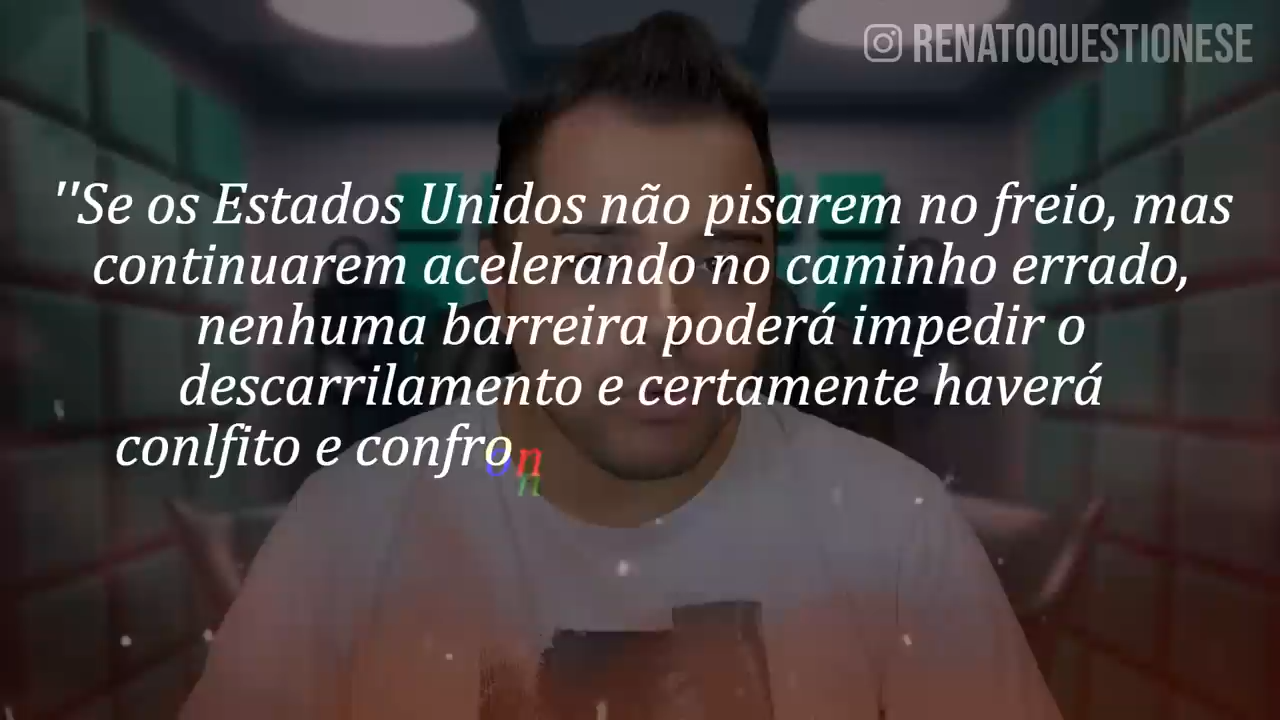 RENATOQUESTIONESE
"Se os Estados Unidos não pisarem no freio, mas
continuarem acelerando no caminho errado,
nenhuma barreira poderá impedir o
descarrilamento e certamente haverá
conlfito e confron